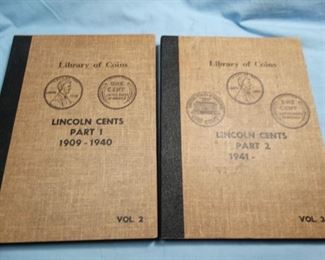 Library of Coins
ONE
CENT
LINCOLN CENTS
PART 1
1909 - 1940
VOL. 2
Library of Coins
ONE
CENT
LINCOLN CENTS
PART 2
1941 -
VOL. 3